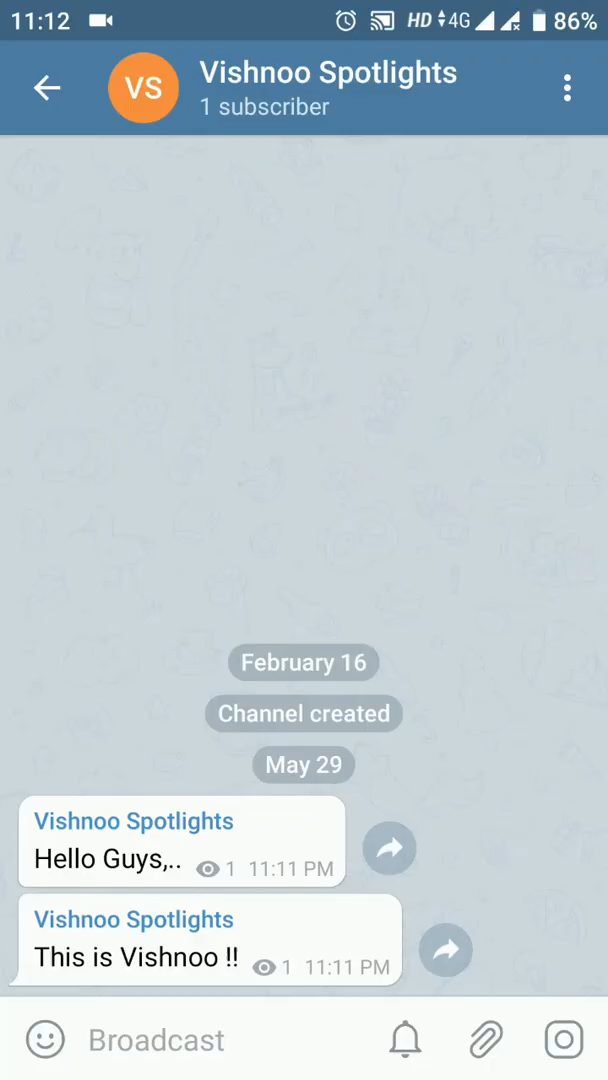 11:12 HD 4G 86%
VS
Vishnoo Spotlights
1 subscriber
February 16
Channel created
May 29
Vishnoo Spotlights
Hello Guys,.. 1 11:11 PM
Vishnoo Spotlights
This is Vishnoo !! 1 11:11 PM
Broadcast